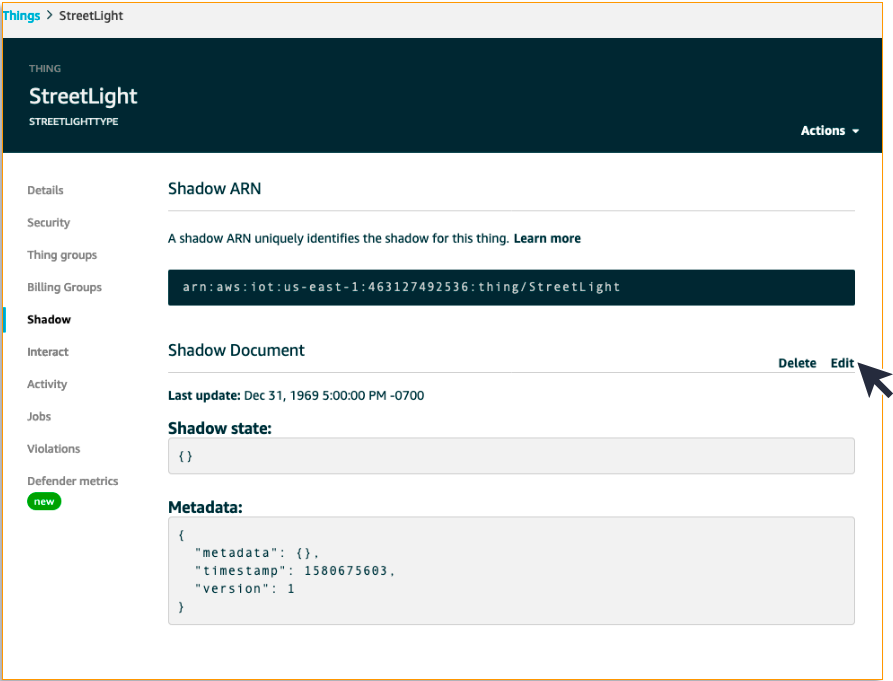 Things > StreetLight
THING
StreetLight
STREETLIGHTTYPE
Actions
Details
Security
Thing groups
Billing Groups
Shadow
Interact
Activity
Jobs
Violations
Defender metrics
new
Shadow ARN
A shadow ARN uniquely identifies the shadow for this thing. Learn more
arn:aws:iot:us-east-1:463127492536:thing/StreetLight
Shadow Document
Delete Edit
Last update: Dec 31, 1969 5:00:00 PM -0700
Shadow state:
{}
Metadata:
{
  "metadata": {},
  "timestamp": 1580675603,
  "version": 1
}